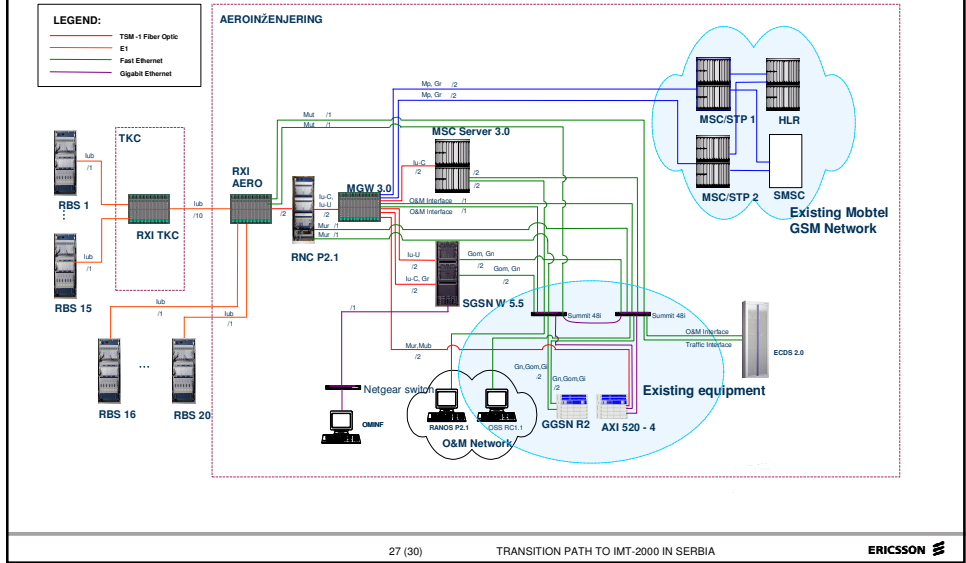 LEGEND:
TSM -1 Fiber Optic
E1
Fast Ethernet
Gigabit Ethernet
AEROINŽENJERING
TKC
Iub
/1
RBS 1
...
Iub
/1
RBS 15
RXI TKC
Iub
/10
RXI
AERO
/2
Iub
/1
Iub
/1
RBS 16
...
RBS 20
Mut /1
Mut /1
Mp, Gr /2
Mp, Gr /2
Iu-C,
Iu-U
/2
RNC P2.1
MGW 3.0
MSC Server 3.0
Iu-C
/2
/2
/2
O&M Interface /1
O&M Interface /1
Mur /1
Mur /1
Iu-U
/2
Iu-C, Gr
/2
Gom, Gn
/2
Gom, Gn
/2
SGSN W 5.5
/1
Summit 48i
Summit 48i
Mur,Mub
/2
MSC/STP 1
HLR
MSC/STP 2
SMSC
Existing Mobtel
GSM Network
O&M Interface
Traffic Interface
ECDS 2.0
Netgear switch
OMINF
RANOS P2.1
OSS RC1.1
O&M Network
Gn,Gom,Gi
/2
Gn,Gom,Gi
/2
Existing equipment
GGSN R2
AXI 520 - 4
27 (30)
TRANSITION PATH TO IMT-2000 IN SERBIA
ERICSSON